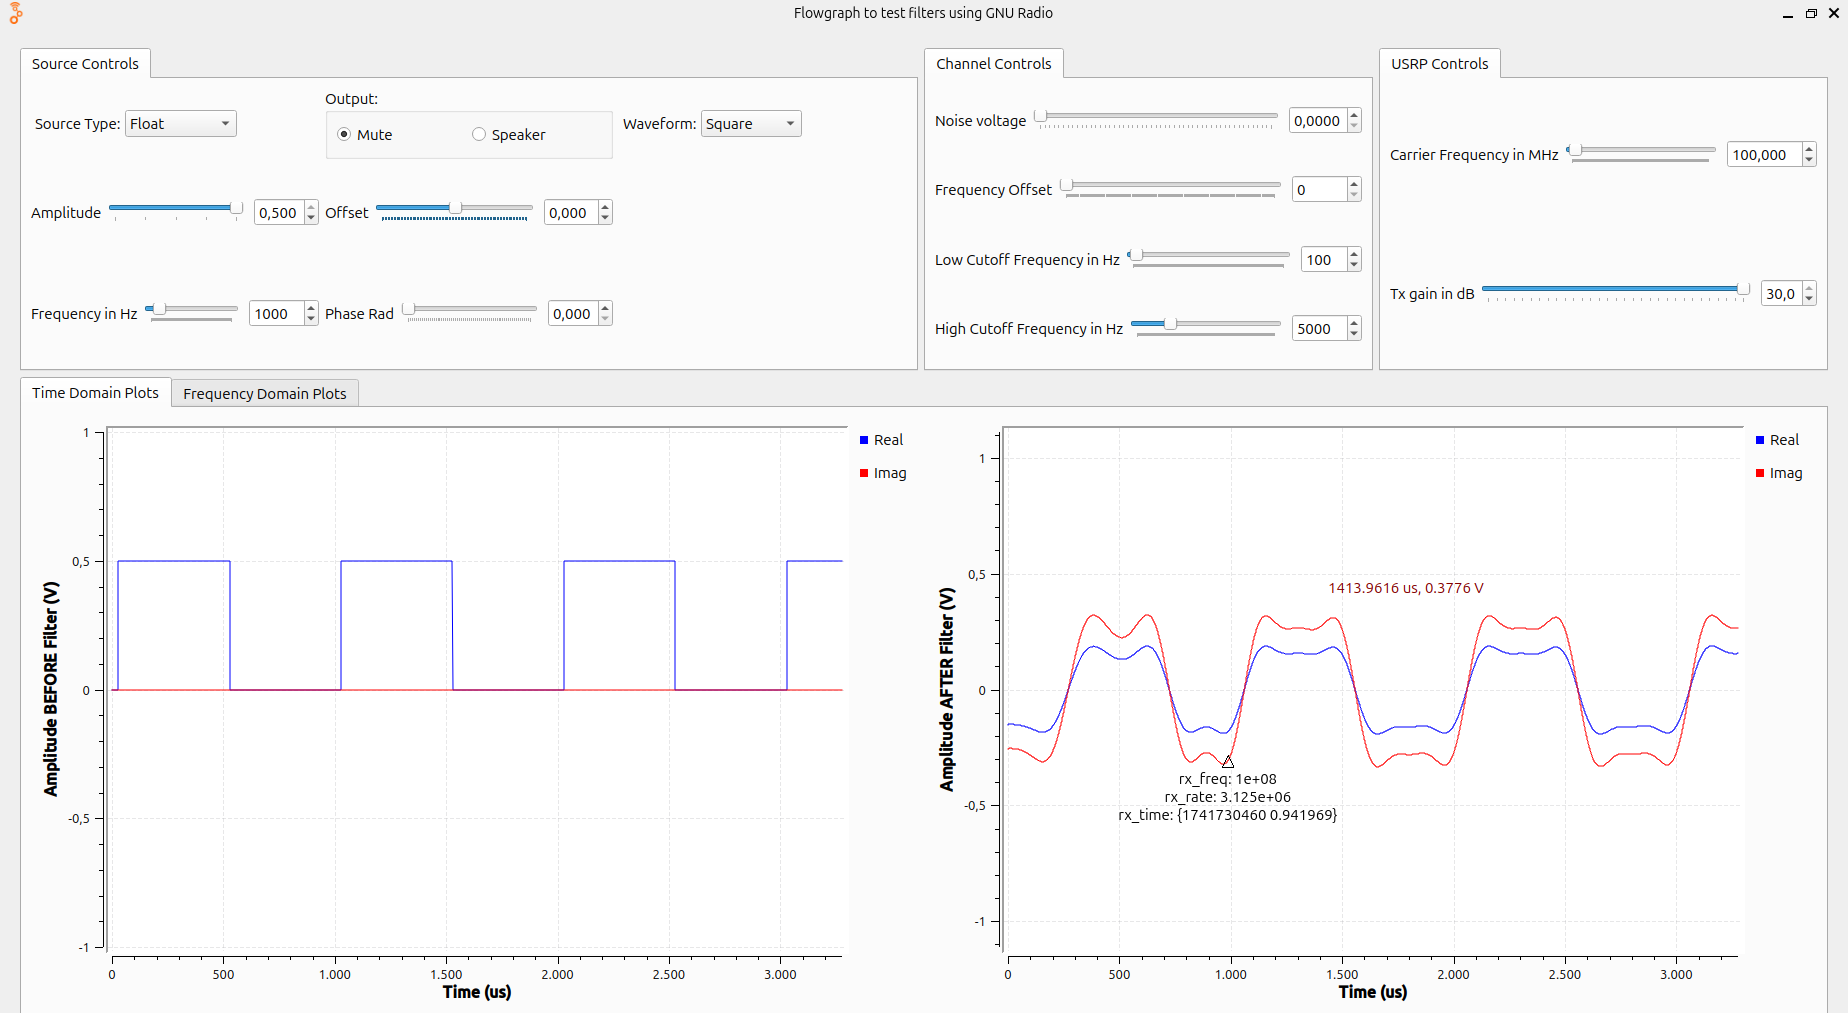 Flowgraph to test filters using GNU Radio
Source Controls
Source Type: Float
Output:
Mute Speaker
Waveform: Square
Amplitude 0,500 Offset 0,000
Frequency in Hz 1000 Phase Rad 0,000
Channel Controls
Noise voltage 0,0000
Frequency Offset 0
Low Cutoff Frequency in Hz 100
High Cutoff Frequency in Hz 5000
USRP Controls
Carrier Frequency in MHz 100,000
Tx gain in dB 30,0
Time Domain Plots Frequency Domain Plots
Amplitude BEFORE Filter (V)
1
0,5
0
-0,5
-1
0 500 1.000 1.500 2.000 2.500 3.000
Time (us)
Real
Imag
Amplitude AFTER Filter (V)
1
0,5
0
-0,5
-1
1413.9616 us, 0.3776 V
rx_freq: 1e+08
rx_rate: 3.125e+06
rx_time: {1741730460 0.941969}
0 500 1.000 1.500 2.000 2.500 3.000
Time (us)
Real
Imag